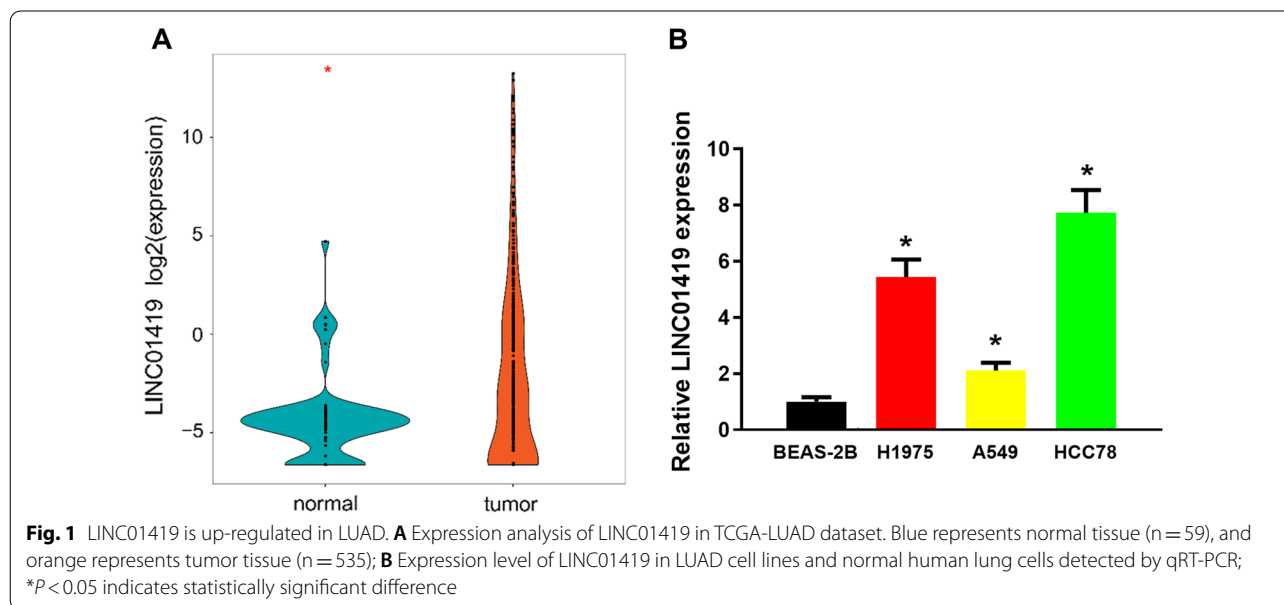 A
LINC01419 log2(expression)
*
10
5
0
−5
normal
tumor
B
Relative LINC01419 expression
10
8
6
4
2
0
*
*
*
BEAS-2B
H1975
A549
HCC78
Fig. 1 LINC01419 is up-regulated in LUAD. A Expression analysis of LINC01419 in TCGA-LUAD dataset. Blue represents normal tissue (n = 59), and
orange represents tumor tissue (n = 535); B Expression level of LINC01419 in LUAD cell lines and normal human lung cells detected by qRT-PCR;
*P < 0.05 indicates statistically significant difference